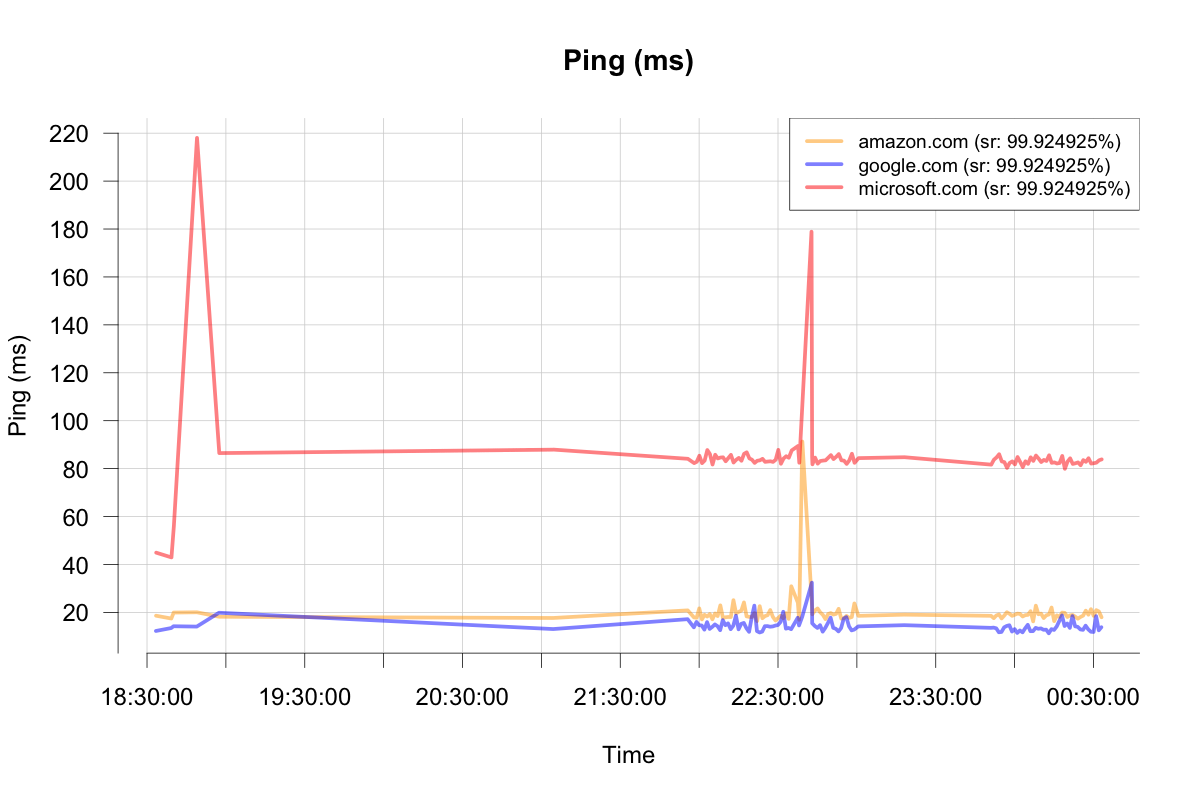 Ping (ms)
amazon.com (sr: 99.924925%)
google.com (sr: 99.924925%)
microsoft.com (sr: 99.924925%)
Ping (ms)
220
200
180
160
140
120
100
80
60
40
20
18:30:00 19:30:00 20:30:00 21:30:00 22:30:00 23:30:00 00:30:00
Time